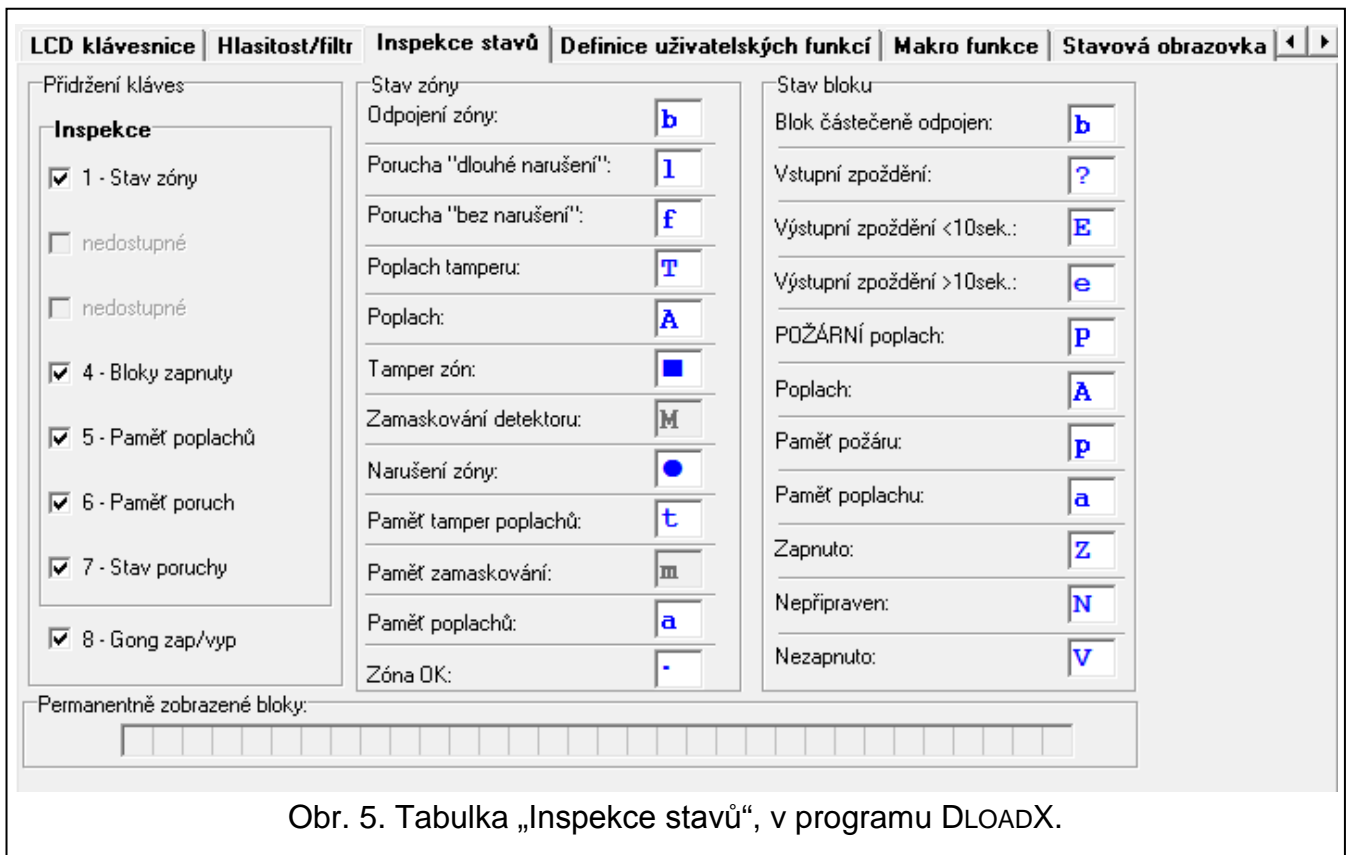 LCD klávesnice Hlasitost/filtr Inspekce stavů Definice uživatelských funkcí Makro funkce Stavová obrazovka
Přidržení kláves
Inspekce
1 - Stav zóny
nedostupné
nedostupné
4 - Bloky zapnuty
5 - Paměť poplachů
6 - Paměť poruch
7 - Stav poruchy
8 - Gong zap/vyp
Stav zóny
Odpojení zóny: b
Porucha "dlouhé narušení": l
Porucha "bez narušení": f
Poplach tamperu: T
Poplach: A
Tamper zón: ■
Zamaskování detektoru: M
Narušení zóny: ●
Paměť tamper poplachů: t
Paměť zamaskování: m
Paměť poplachů: a
Zóna OK: ·
Stav bloku
Blok částečeně odpojen: b
Vstupní zpoždění: ?
Výstupní zpoždění <10sek.: E
Výstupní zpoždění >10sek.: e
POŽÁRNÍ poplach: P
Poplach: A
Paměť požáru: p
Paměť poplachu: a
Zapnuto: Z
Nepřipraven: N
Nezapnuto: V
Permanentně zobrazené bloky:
Obr. 5. Tabulka „Inspekce stavů“, v programu DLOADX.